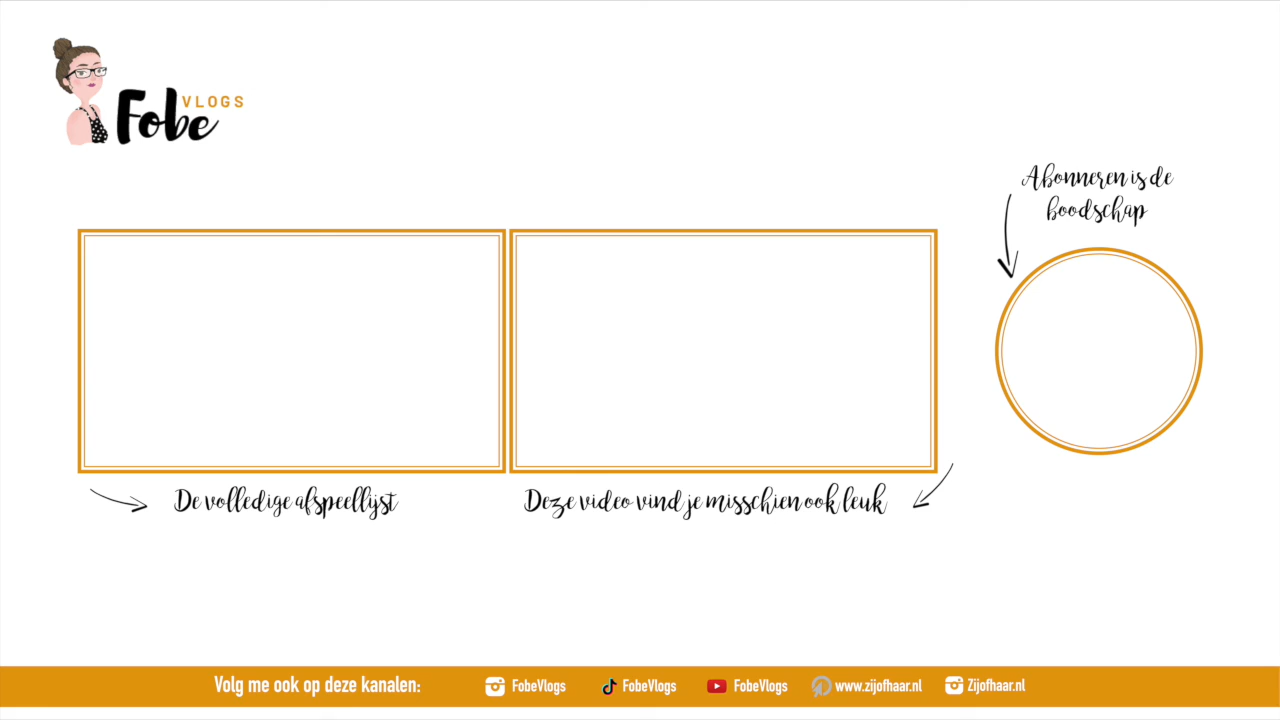 VLOGS
Fobe
Abonneren is de
boodschap
De volledige afspeellijst
Deze video vind je misschien ook leuk
Volg me ook op deze kanalen: FobeVlogs FobeVlogs FobeVlogs www.zijofhaar.nl Zijofhaar.nl